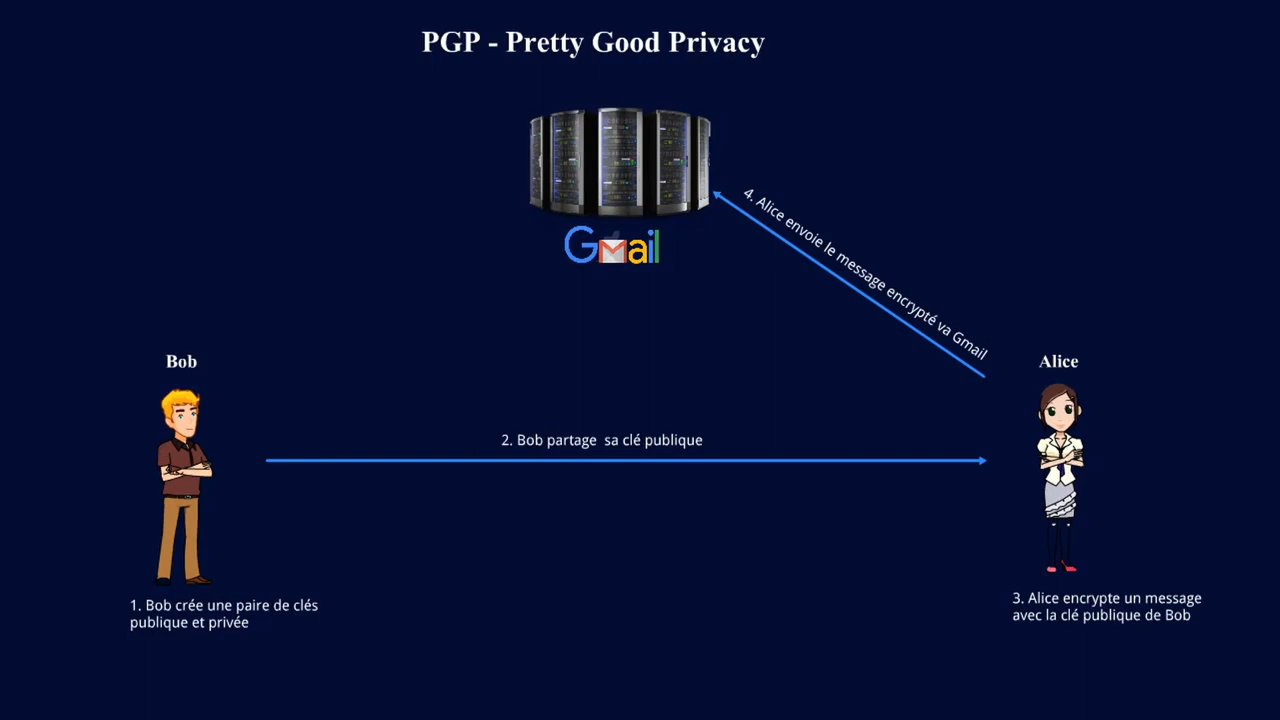 PGP - Pretty Good Privacy
Gmail
4. Alice envoie le message encrypté va Gmail
Bob
Alice
2. Bob partage  sa clé publique
1. Bob crée une paire de clés
publique et privée
3. Alice encrypte un message
avec la clé publique de Bob